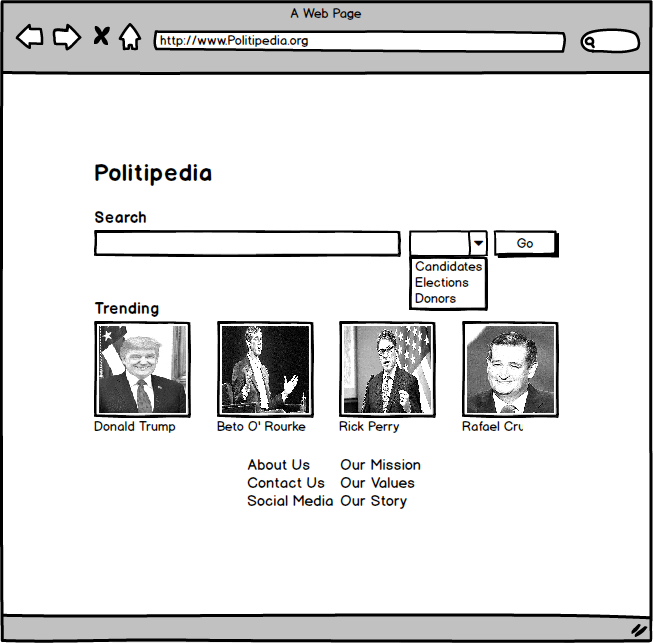 A Web Page
http://www.Politipedia.org
Politipedia
Search
Go
Candidates
Elections
Donors
Trending
Donald Trump
Beto O' Rourke
Rick Perry
Rafael Cru
About Us
Our Mission
Contact Us
Our Values
Social Media
Our Story